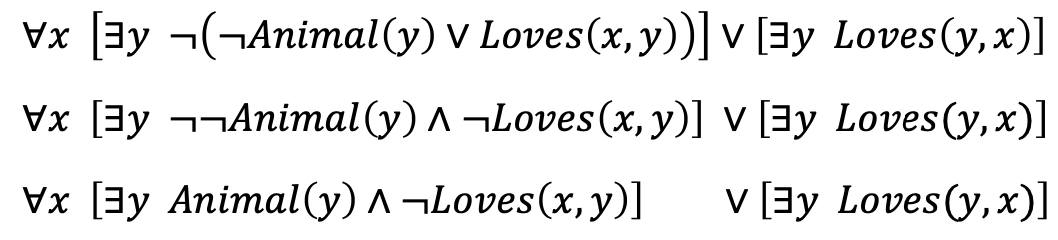 ∀x [∃y ¬(¬Animal(y) ∨ Loves(x, y))] ∨ [∃y Loves(y, x)]
∀x [∃y ¬¬Animal(y) ∧ ¬Loves(x, y)] ∨ [∃y Loves(y, x)]
∀x [∃y Animal(y) ∧ ¬Loves(x, y)] ∨ [∃y Loves(y, x)]